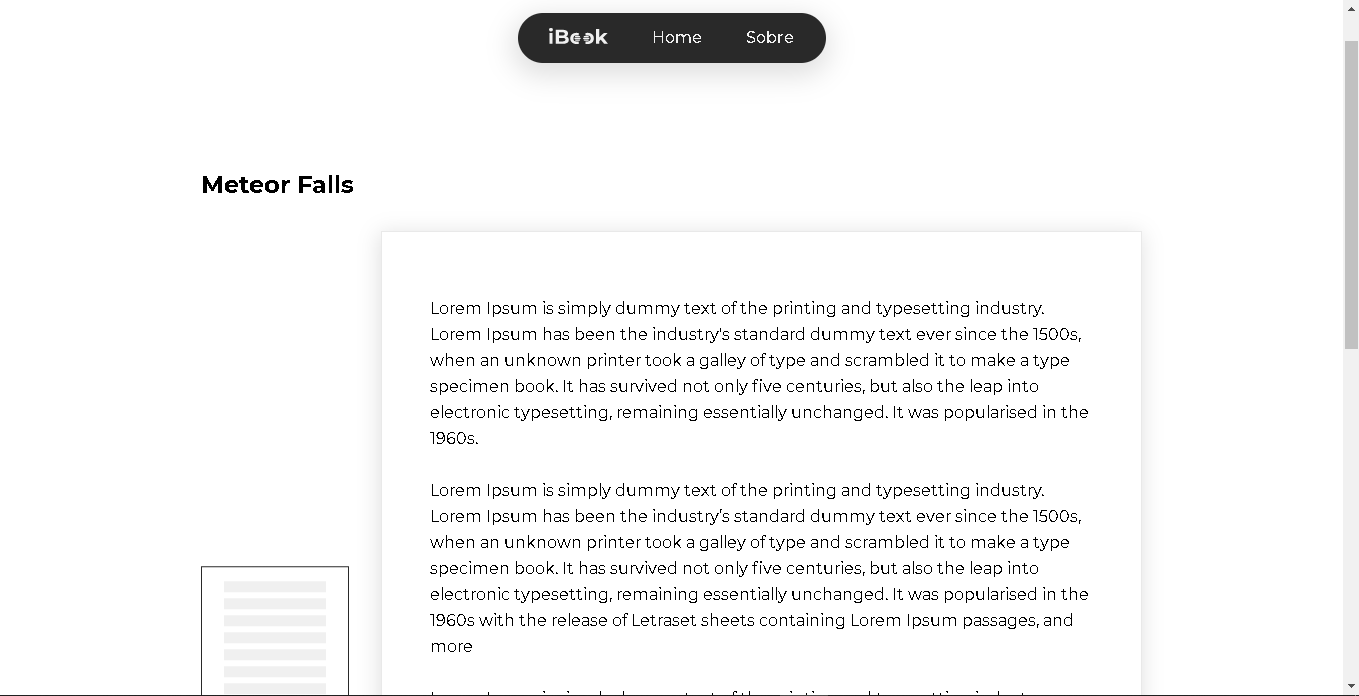 iBook
Home
Sobre
Meteor Falls
Lorem Ipsum is simply dummy text of the printing and typesetting industry.
Lorem Ipsum has been the industry's standard dummy text ever since the 1500s,
when an unknown printer took a galley of type and scrambled it to make a type
specimen book. It has survived not only five centuries, but also the leap into
electronic typesetting, remaining essentially unchanged. It was popularised in the
1960s.
Lorem Ipsum is simply dummy text of the printing and typesetting industry.
Lorem Ipsum has been the industry's standard dummy text ever since the 1500s,
when an unknown printer took a galley of type and scrambled it to make a type
specimen book. It has survived not only five centuries, but also the leap into
electronic typesetting, remaining essentially unchanged. It was popularised in the
1960s with the release of Letraset sheets containing Lorem Ipsum passages, and
more